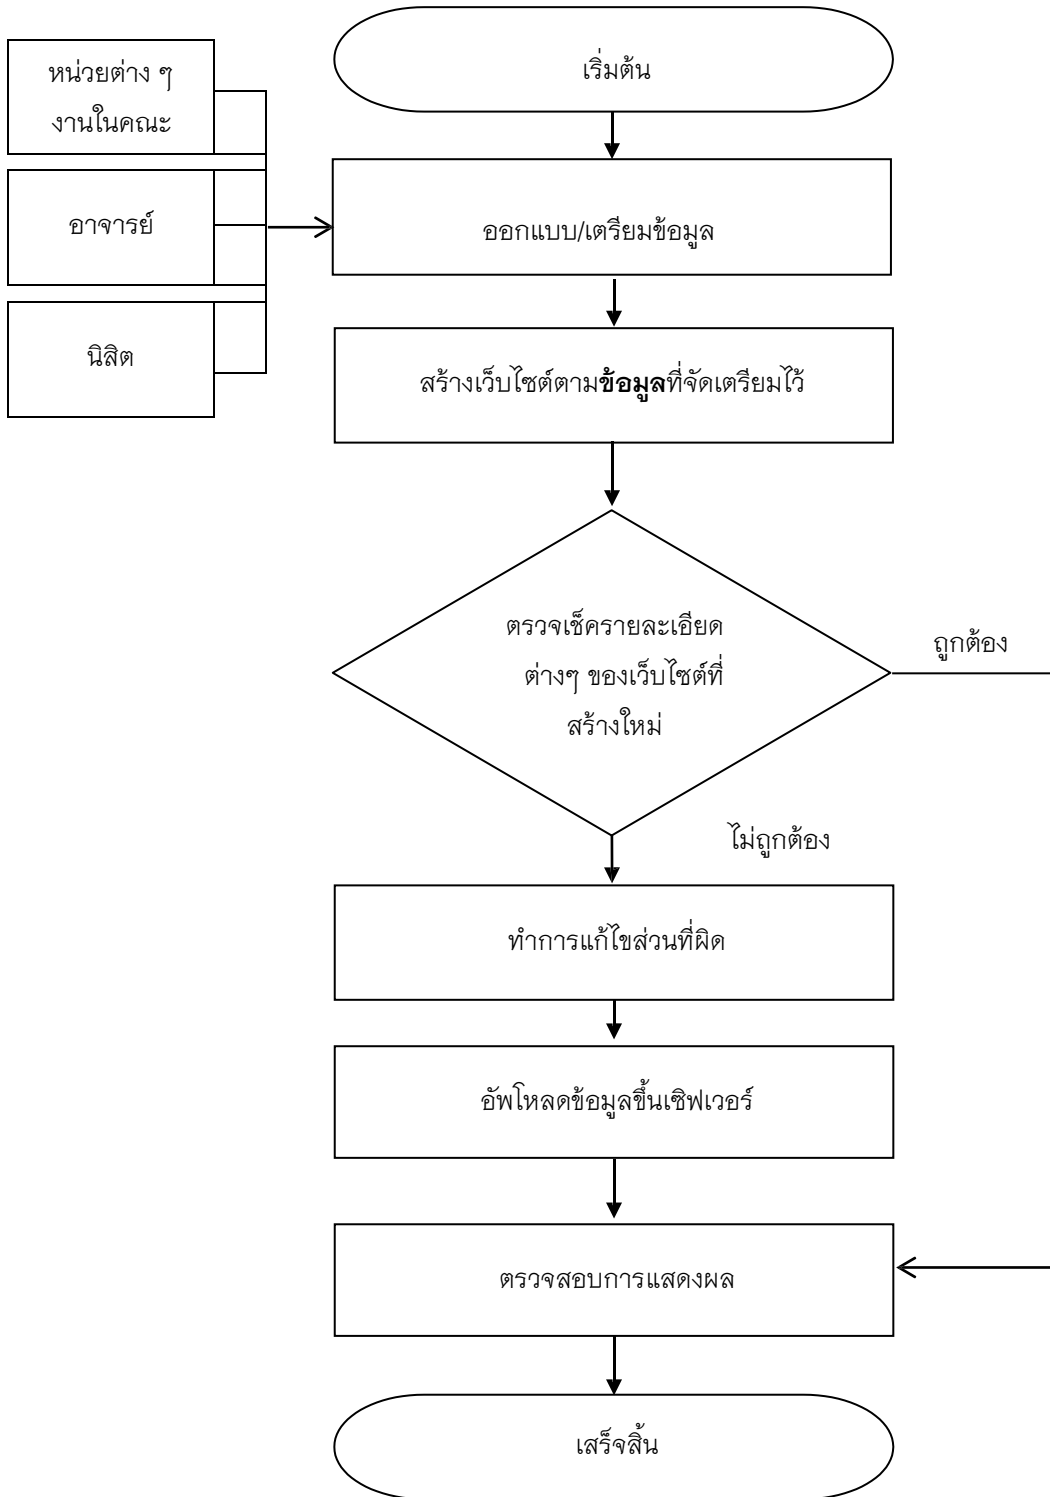 เริ่มต้น
หน่วยต่าง ๆ
งานในคณะ
อาจารย์
นิสิต
ออกแบบ/เตรียมข้อมูล
สร้างเว็บไซต์ตามข้อมูลที่จัดเตรียมไว้
ตรวจเช็ครายละเอียด
ต่างๆ ของเว็บไซต์ที่
สร้างใหม่
ถูกต้อง
ไม่ถูกต้อง
ทำการแก้ไขส่วนที่ผิด
อัพโหลดข้อมูลขึ้นเซิฟเวอร์
ตรวจสอบการแสดงผล
เสร็จสิ้น